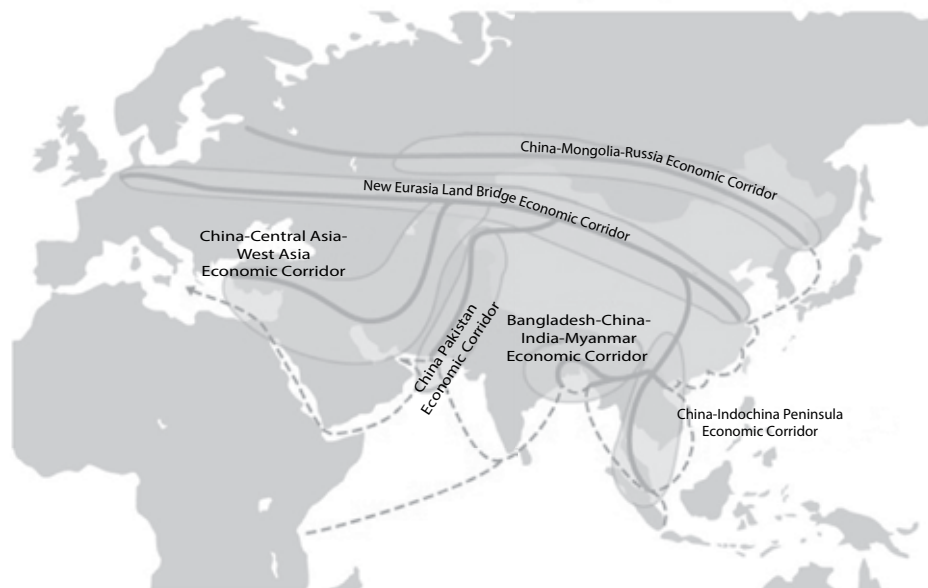 China-Mongolia-Russia Economic Corridor
New Eurasia Land Bridge Economic Corridor
China-Central Asia-
West Asia
Economic Corridor
China Pakistan
Economic Corridor
Bangladesh-China-
India-Myanmar
Economic Corridor
China-Indochina Peninsula
Economic Corridor